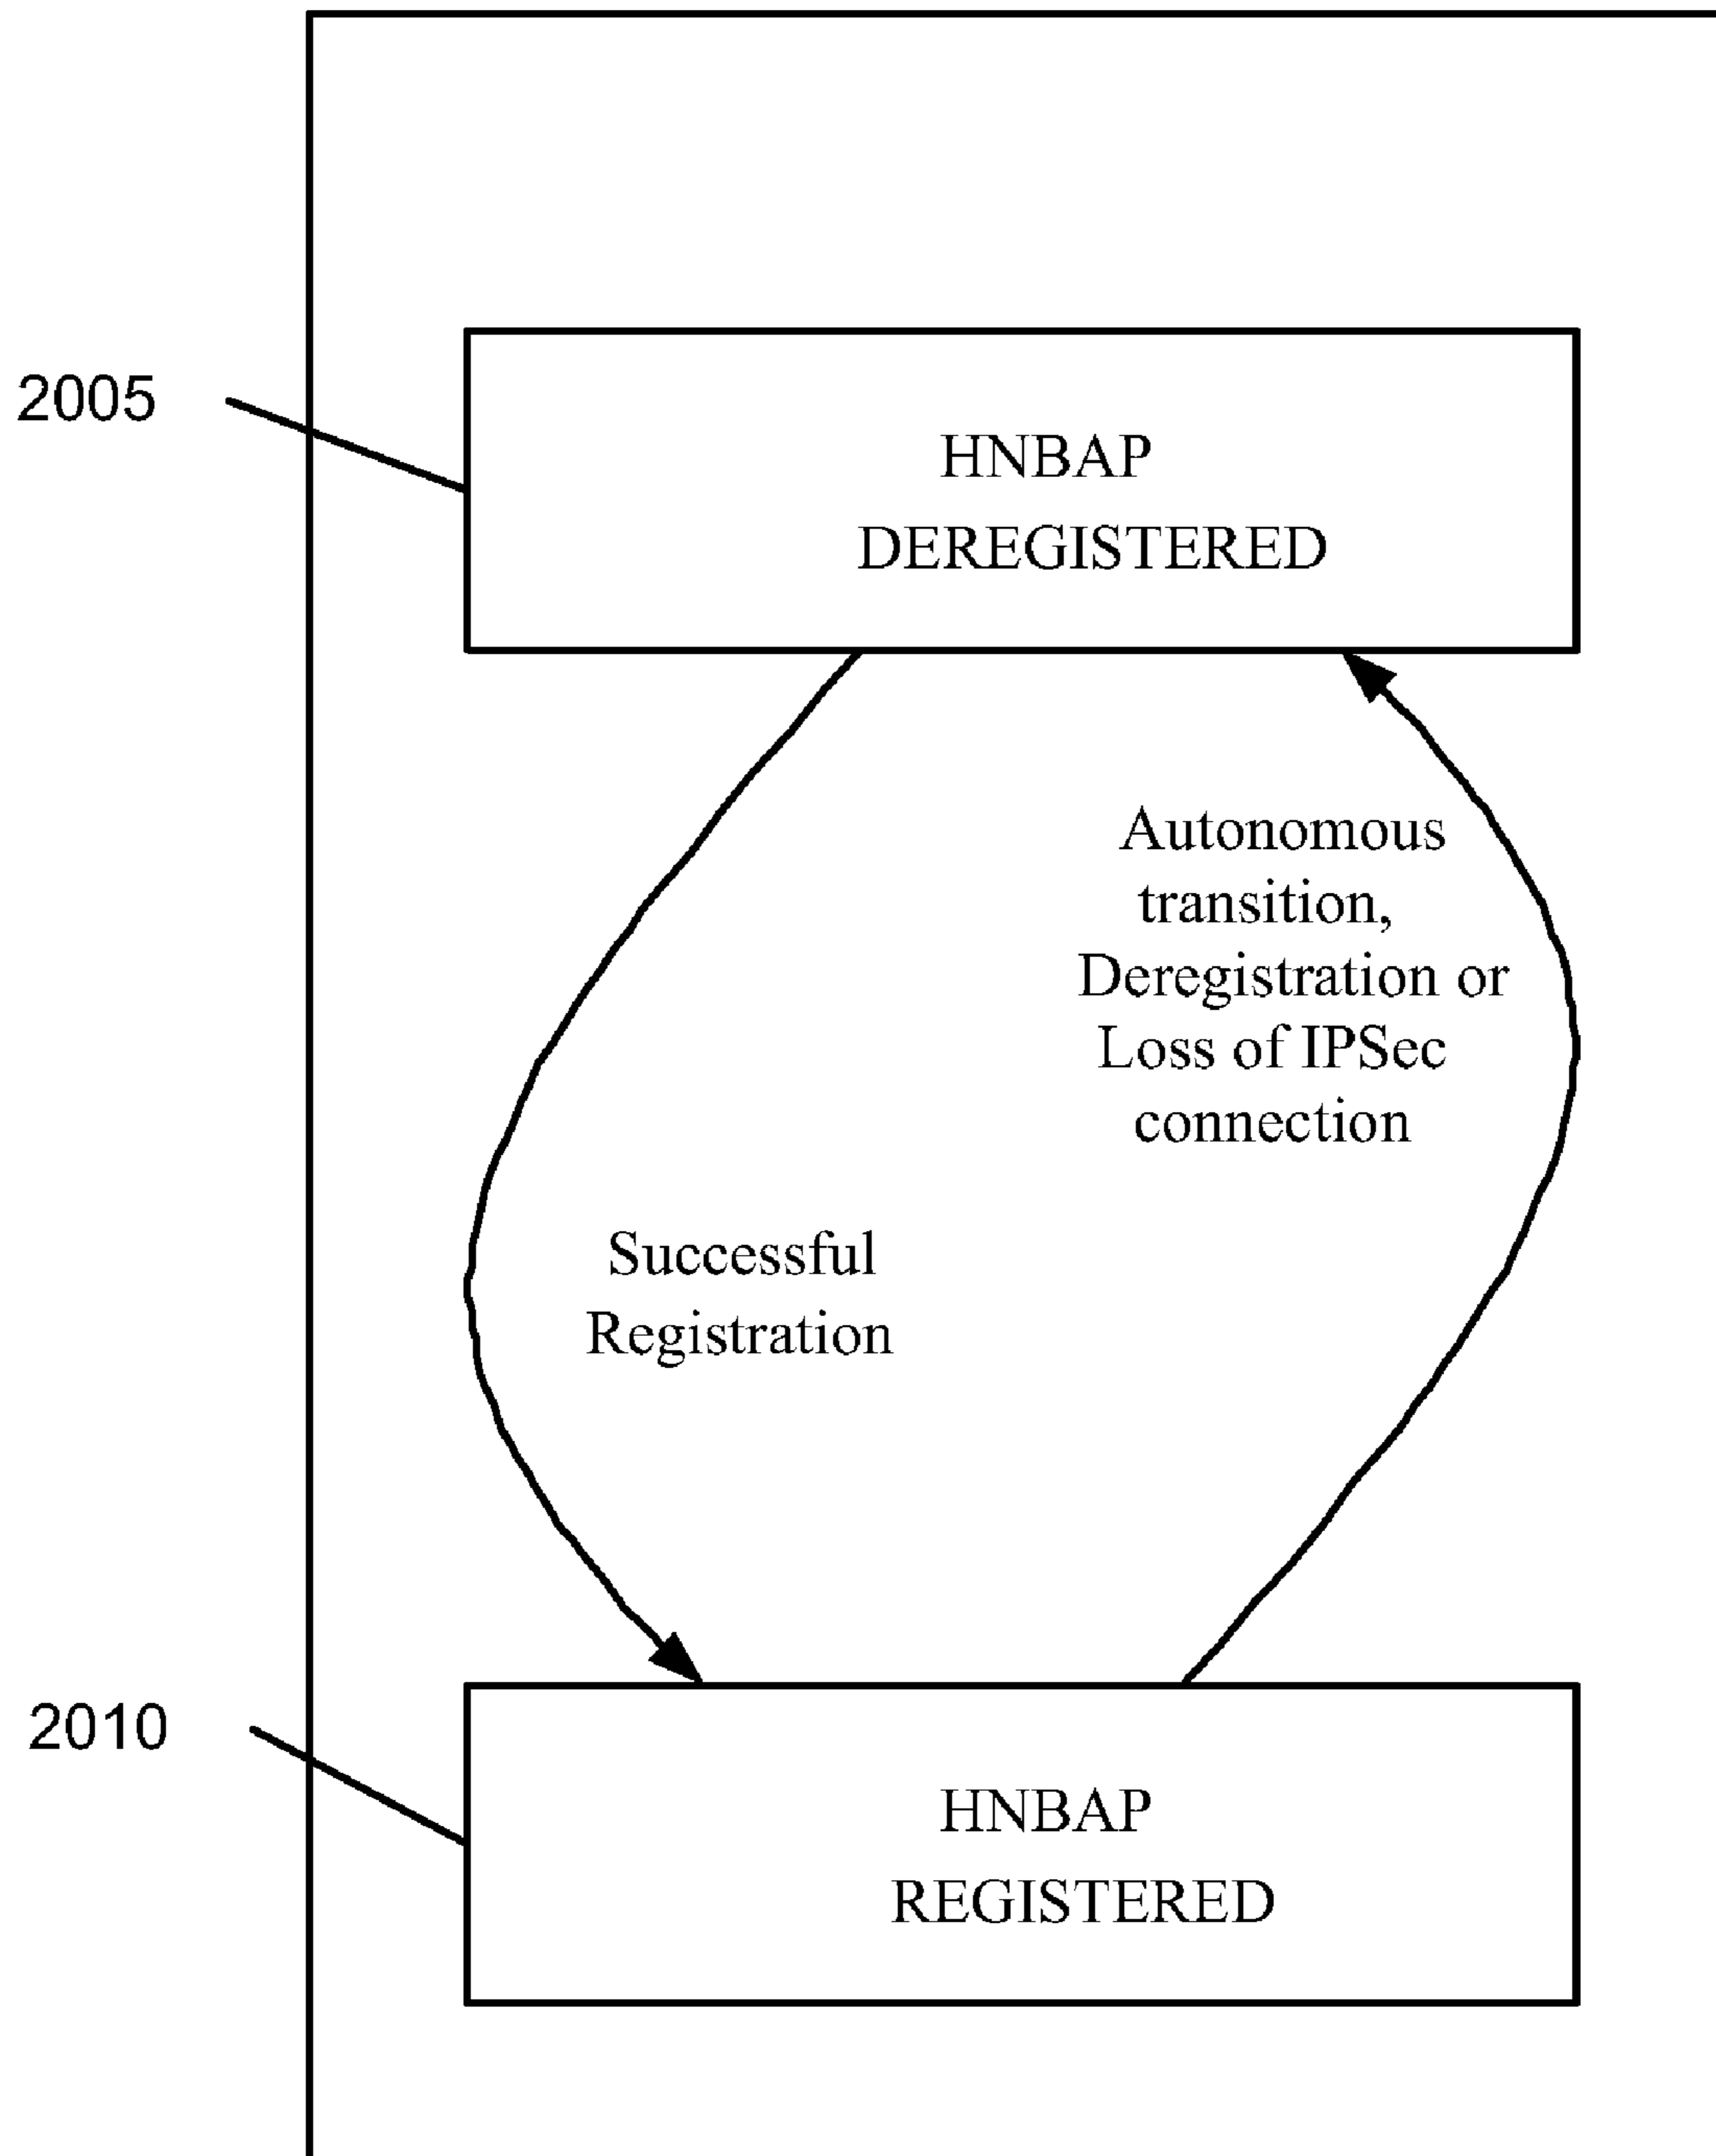 2005
HNBAP
DEREGISTERED
Autonomous
transition,
Deregistration or
Loss of IPSec
connection
Successful
Registration
2010
HNBAP
REGISTERED